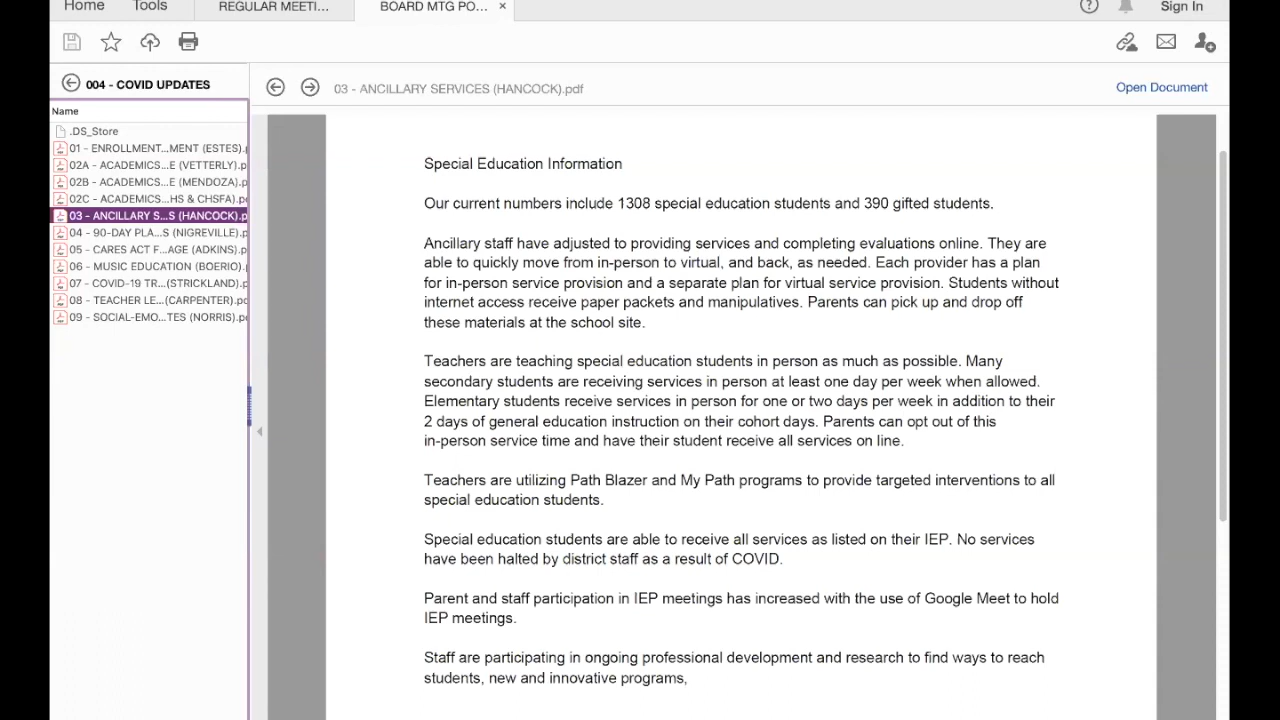 Home
Tools
REGULAR MEETI...
BOARD MTG PO... ×
Sign In
004 - COVID UPDATES
03 - ANCILLARY SERVICES (HANCOCK).pdf
Open Document
Name
.DS_Store
01 - ENROLLMENT...MENT (ESTES).p
02A - ACADEMICS...E (VETTERLY).p
02B - ACADEMICS...E (MENDOZA).p
02C - ACADEMICS...HS & CHSFA).p
03 - ANCILLARY S...S (HANCOCK).p
04 - 90-DAY PLA...S (NIGREVILLE).p
05 - CARES ACT F...AGE (ADKINS).p
06 - MUSIC EDUCATION (BOERIO).p
07 - COVID-19 TR...(STRICKLAND).p
08 - TEACHER LE...(CARPENTER).p
09 - SOCIAL-EMO...TES (NORRIS).p
Special Education Information
Our current numbers include 1308 special education students and 390 gifted students.
Ancillary staff have adjusted to providing services and completing evaluations online. They are
able to quickly move from in-person to virtual, and back, as needed. Each provider has a plan
for in-person service provision and a separate plan for virtual service provision. Students without
internet access receive paper packets and manipulatives. Parents can pick up and drop off
these materials at the school site.
Teachers are teaching special education students in person as much as possible. Many
secondary students are receiving services in person at least one day per week when allowed.
Elementary students receive services in person for one or two days per week in addition to their
2 days of general education instruction on their cohort days. Parents can opt out of this
in-person service time and have their student receive all services on line.
Teachers are utilizing Path Blazer and My Path programs to provide targeted interventions to all
special education students.
Special education students are able to receive all services as listed on their IEP. No services
have been halted by district staff as a result of COVID.
Parent and staff participation in IEP meetings has increased with the use of Google Meet to hold
IEP meetings.
Staff are participating in ongoing professional development and research to find ways to reach
students, new and innovative programs,